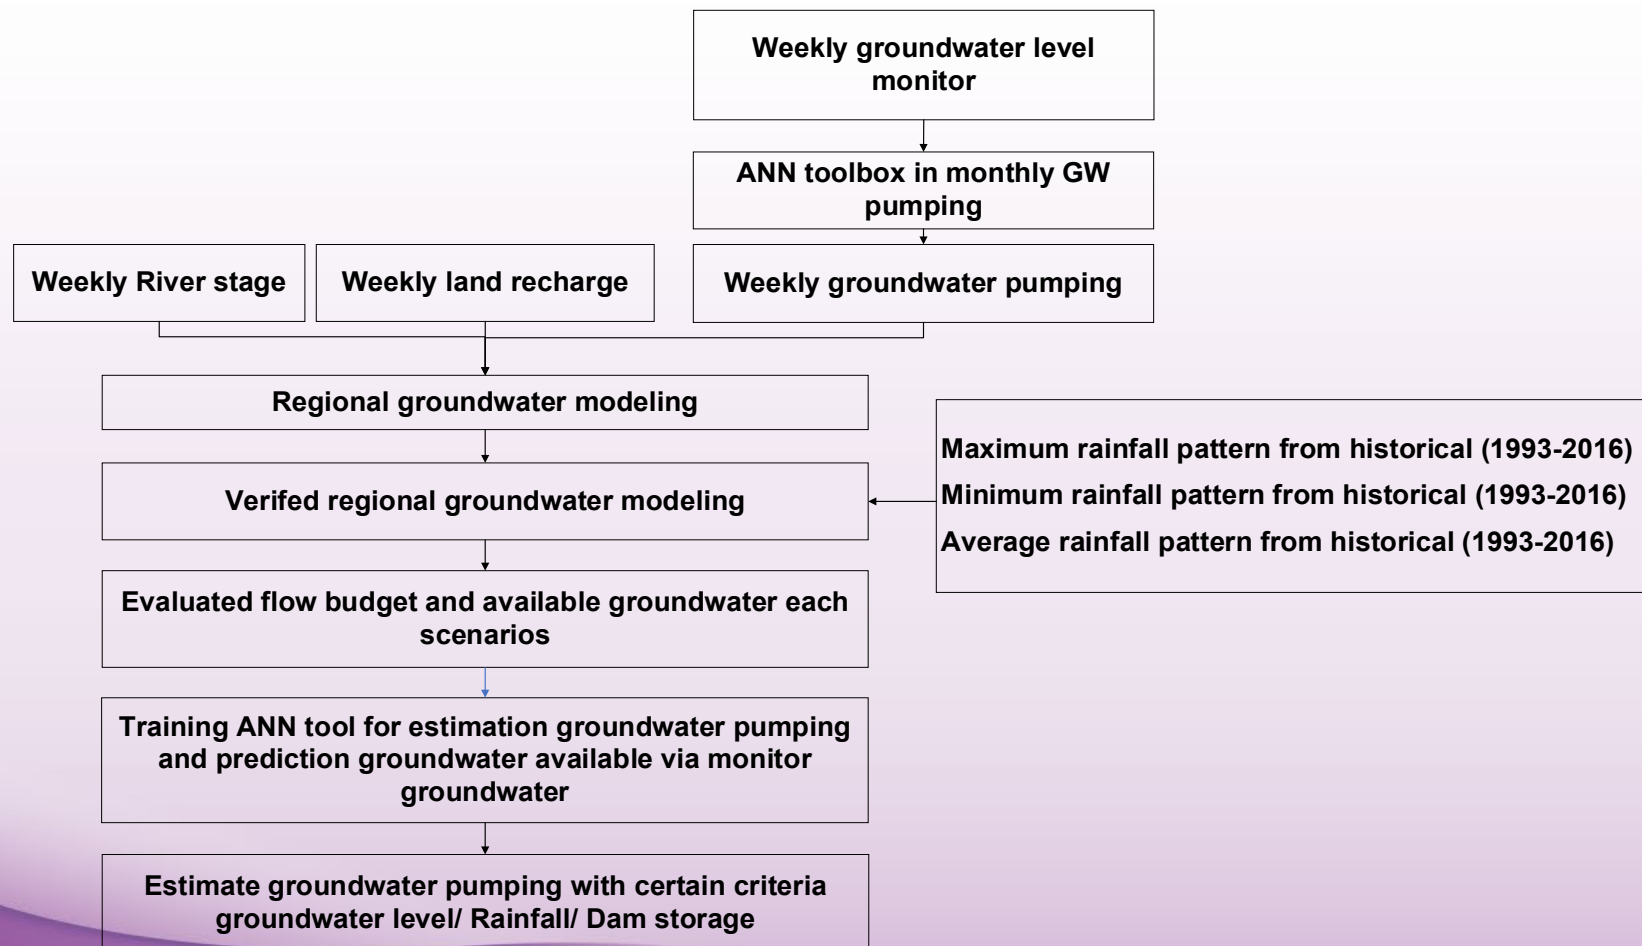 Weekly groundwater level
monitor
ANN toolbox in monthly GW
pumping
Weekly River stage
Weekly land recharge
Weekly groundwater pumping
Regional groundwater modeling
Maximum rainfall pattern from historical (1993-2016)
Minimum rainfall pattern from historical (1993-2016)
Average rainfall pattern from historical (1993-2016)
Verifed regional groundwater modeling
Evaluated flow budget and available groundwater each
scenarios
Training ANN tool for estimation groundwater pumping
and prediction groundwater available via monitor
groundwater
Estimate groundwater pumping with certain criteria
groundwater level/ Rainfall/ Dam storage